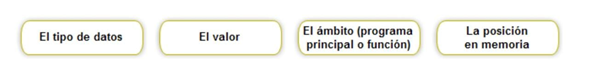 El tipo de datos
El valor
El ámbito (programa
principal o función)
La posición
en memoria